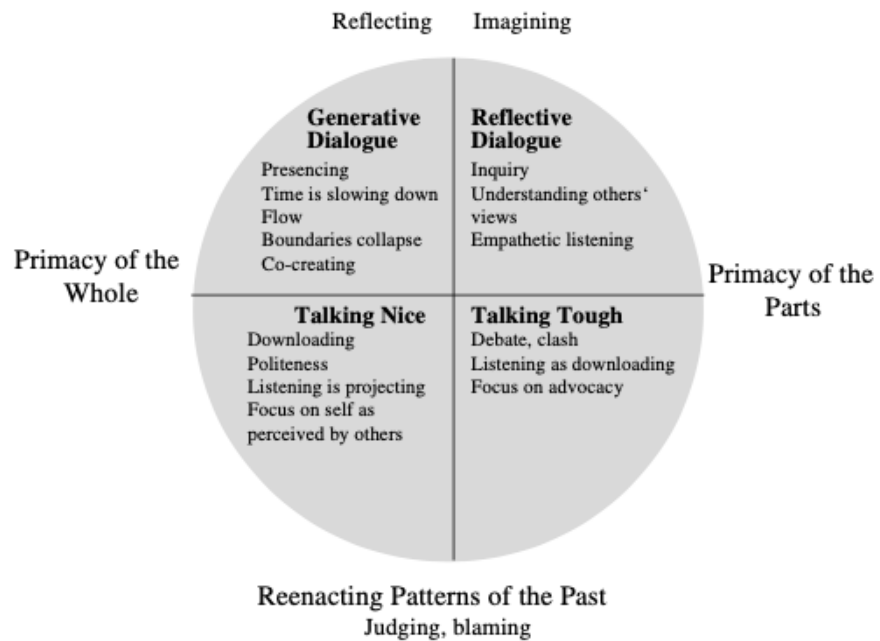 Reflecting Imagining
Generative
Dialogue
Presencing
Time is slowing down
Flow
Boundaries collapse
Co-creating
Reflective
Dialogue
Inquiry
Understanding others‘
views
Empathetic listening
Primacy of the
Whole
Primacy of the
Parts
Talking Nice
Downloading
Politeness
Listening is projecting
Focus on self as
perceived by others
Talking Tough
Debate, clash
Listening as downloading
Focus on advocacy
Reenacting Patterns of the Past
Judging, blaming